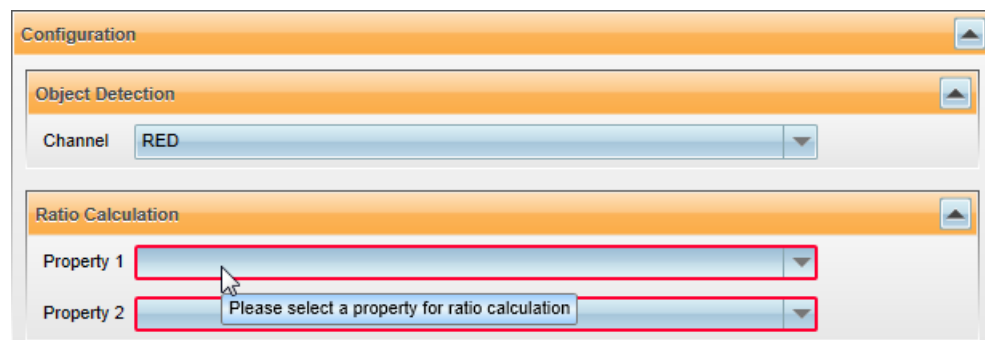 Configuration
Object Detection
Channel RED
Ratio Calculation
Property 1
Please select a property for ratio calculation
Property 2